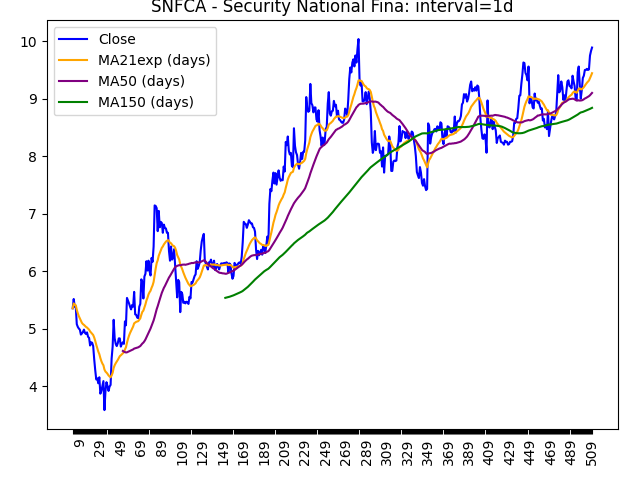 SNFCA - Security National Fina: interval=1d
Close
MA21exp (days)
MA50 (days)
MA150 (days)
10
9
8
7
6
5
4
9 29 49 69 89 109 129 149 169 189 209 229 249 269 289 309 329 349 369 389 409 429 449 469 489 509